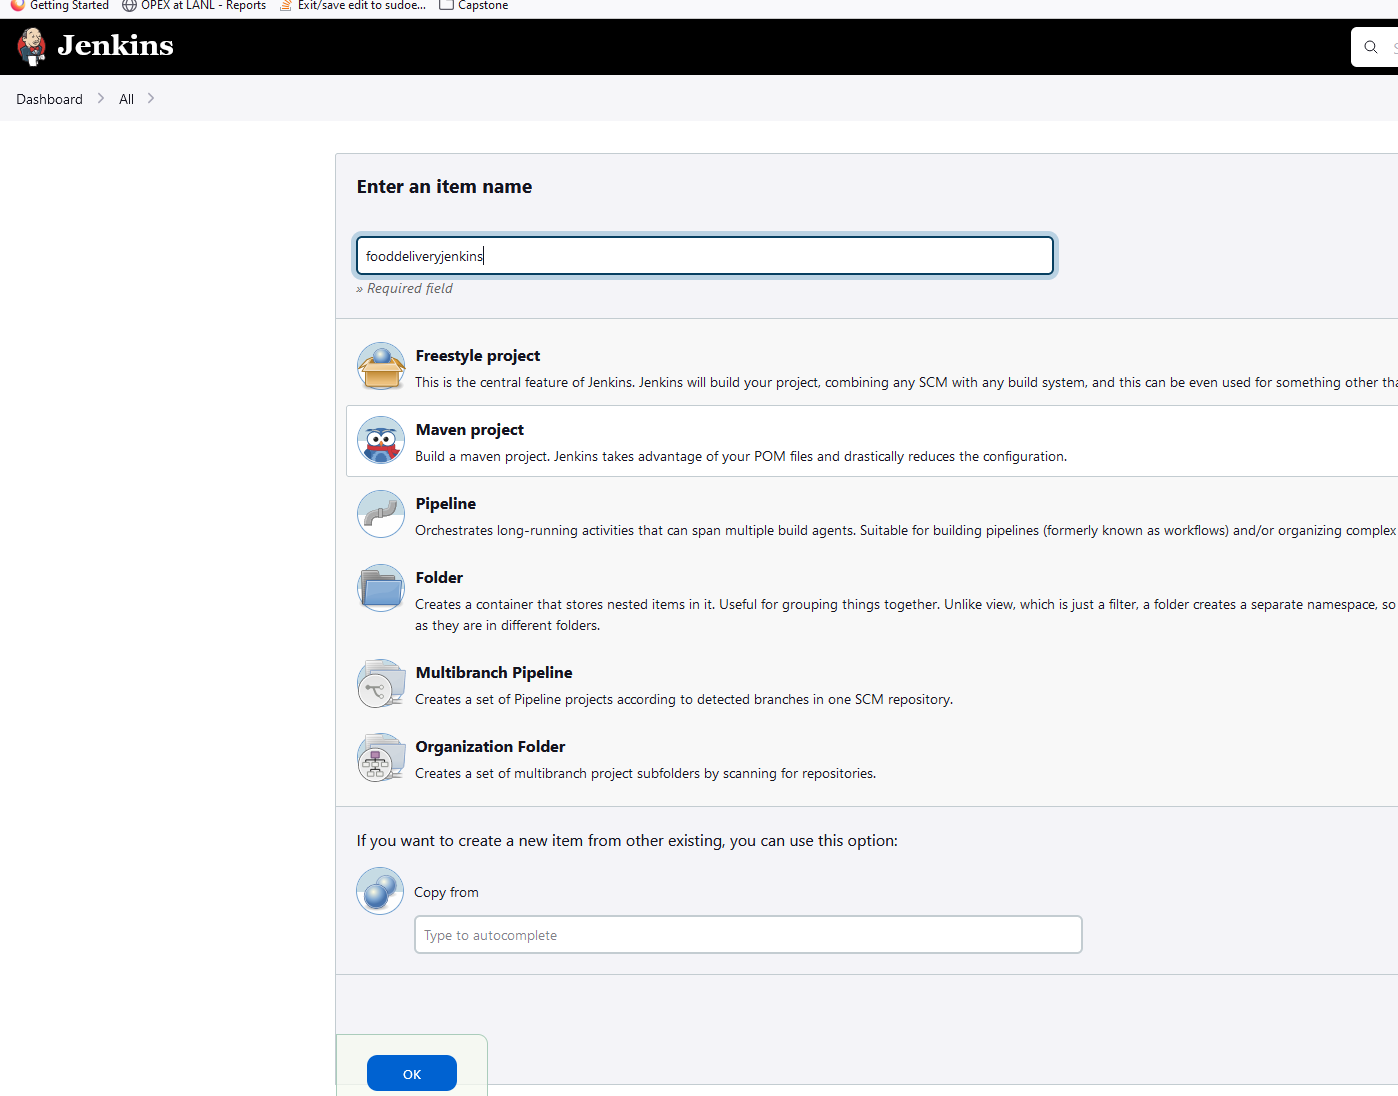 Getting Started OPEX at LANL - Reports Exit/save edit to sudoe... Capstone
Jenkins
Dashboard All
Enter an item name
fooddeliveryjenkins
» Required field
Freestyle project
This is the central feature of Jenkins. Jenkins will build your project, combining any SCM with any build system, and this can be even used for something other
Maven project
Build a maven project. Jenkins takes advantage of your POM files and drastically reduces the configuration.
Pipeline
Orchestrates long-running activities that can span multiple build agents. Suitable for building pipelines (formerly known as workflows) and/or organizing complex
Folder
Creates a container that stores nested items in it. Useful for grouping things together. Unlike view, which is just a filter, a folder creates a separate namespace, so
as they are in different folders.
Multibranch Pipeline
Creates a set of Pipeline projects according to detected branches in one SCM repository.
Organization Folder
Creates a set of multibranch project subfolders by scanning for repositories.
If you want to create a new item from other existing, you can use this option:
Copy from
Type to autocomplete
OK